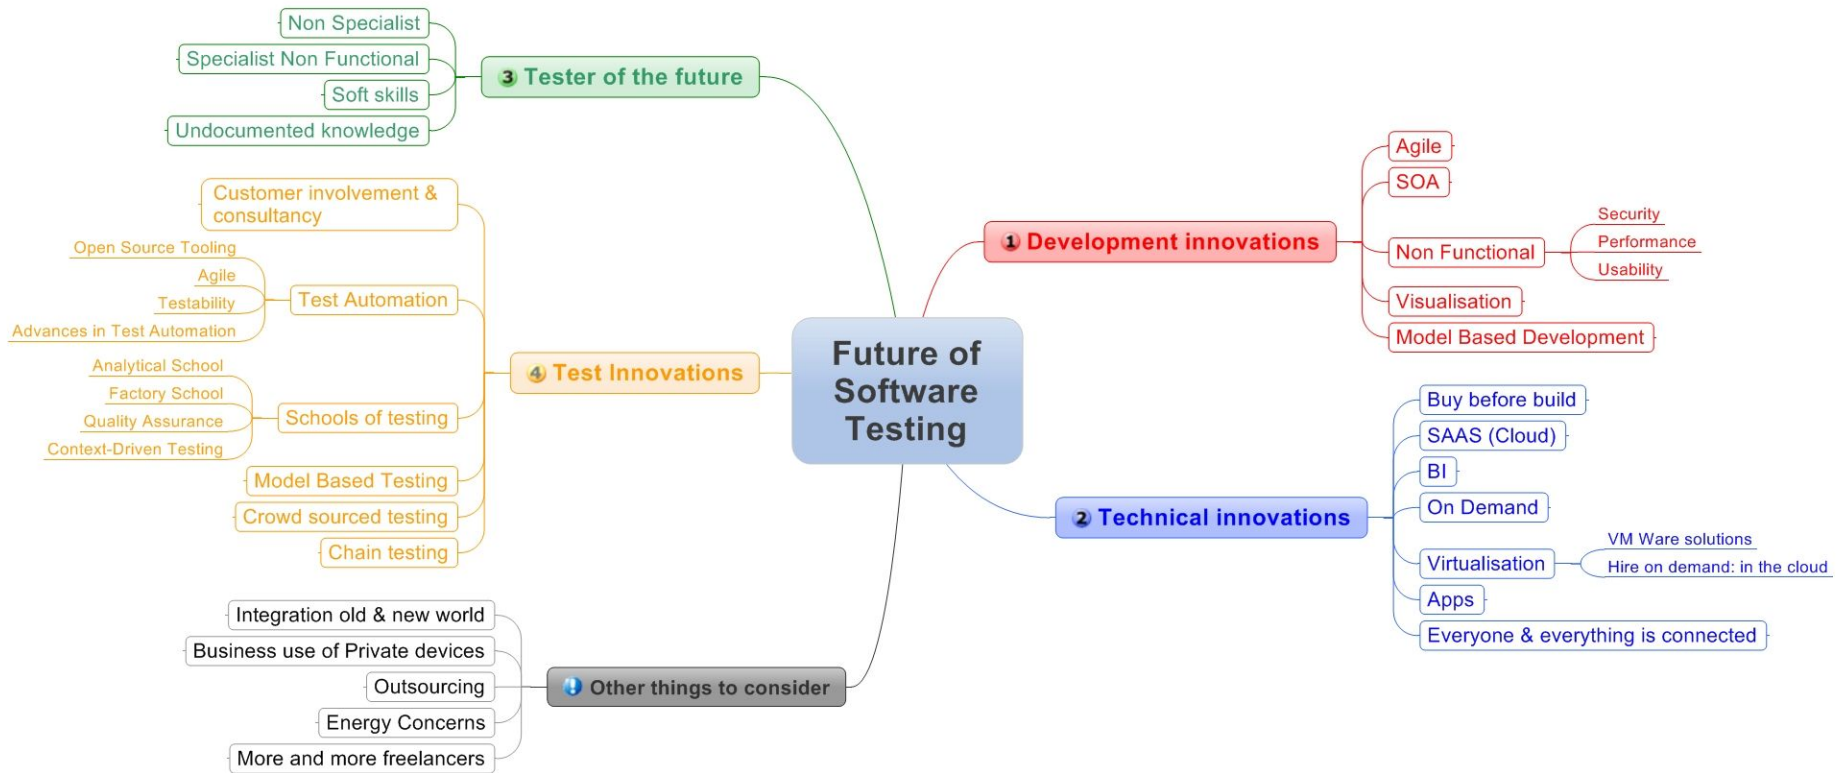 Future of
Software
Testing
1 Development innovations
Agile
SOA
Non Functional
Security
Performance
Usability
Visualisation
Model Based Development
2 Technical innovations
Buy before build
SAAS (Cloud)
BI
On Demand
Virtualisation
VM Ware solutions
Hire on demand: in the cloud
Apps
Everyone & everything is connected
3 Tester of the future
Non Specialist
Specialist Non Functional
Soft skills
Undocumented knowledge
4 Test Innovations
Customer involvement &
consultancy
Test Automation
Open Source Tooling
Agile
Testability
Advances in Test Automation
Schools of testing
Analytical School
Factory School
Quality Assurance
Context-Driven Testing
Model Based Testing
Crowd sourced testing
Chain testing
! Other things to consider
Integration old & new world
Business use of Private devices
Outsourcing
Energy Concerns
More and more freelancers